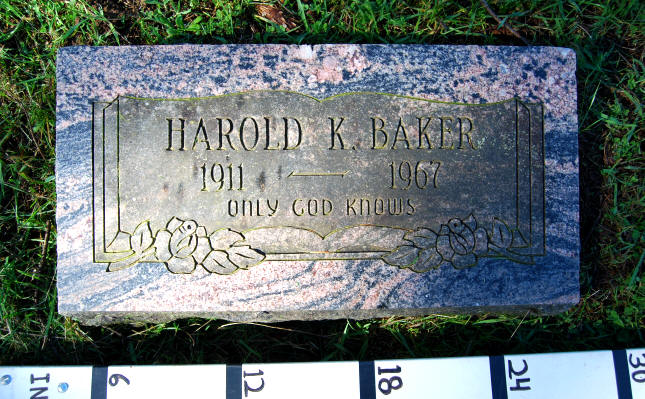 HAROLD K. BAKER
1911 — 1967
ONLY GOD KNOWS
IN 6 12 18 24 30